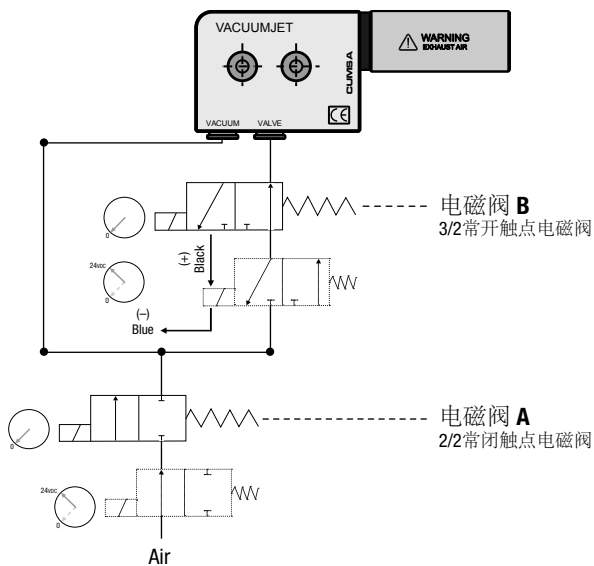 VACUUMJET
WARNING
EXHAUST AIR
CUMSA
CE
VACUUM VALVE
电磁阀 B
3/2常开触点电磁阀
0
24VDC
0
(+)
Black
(–)
Blue
电磁阀 A
2/2常闭触点电磁阀
0
24VDC
0
Air